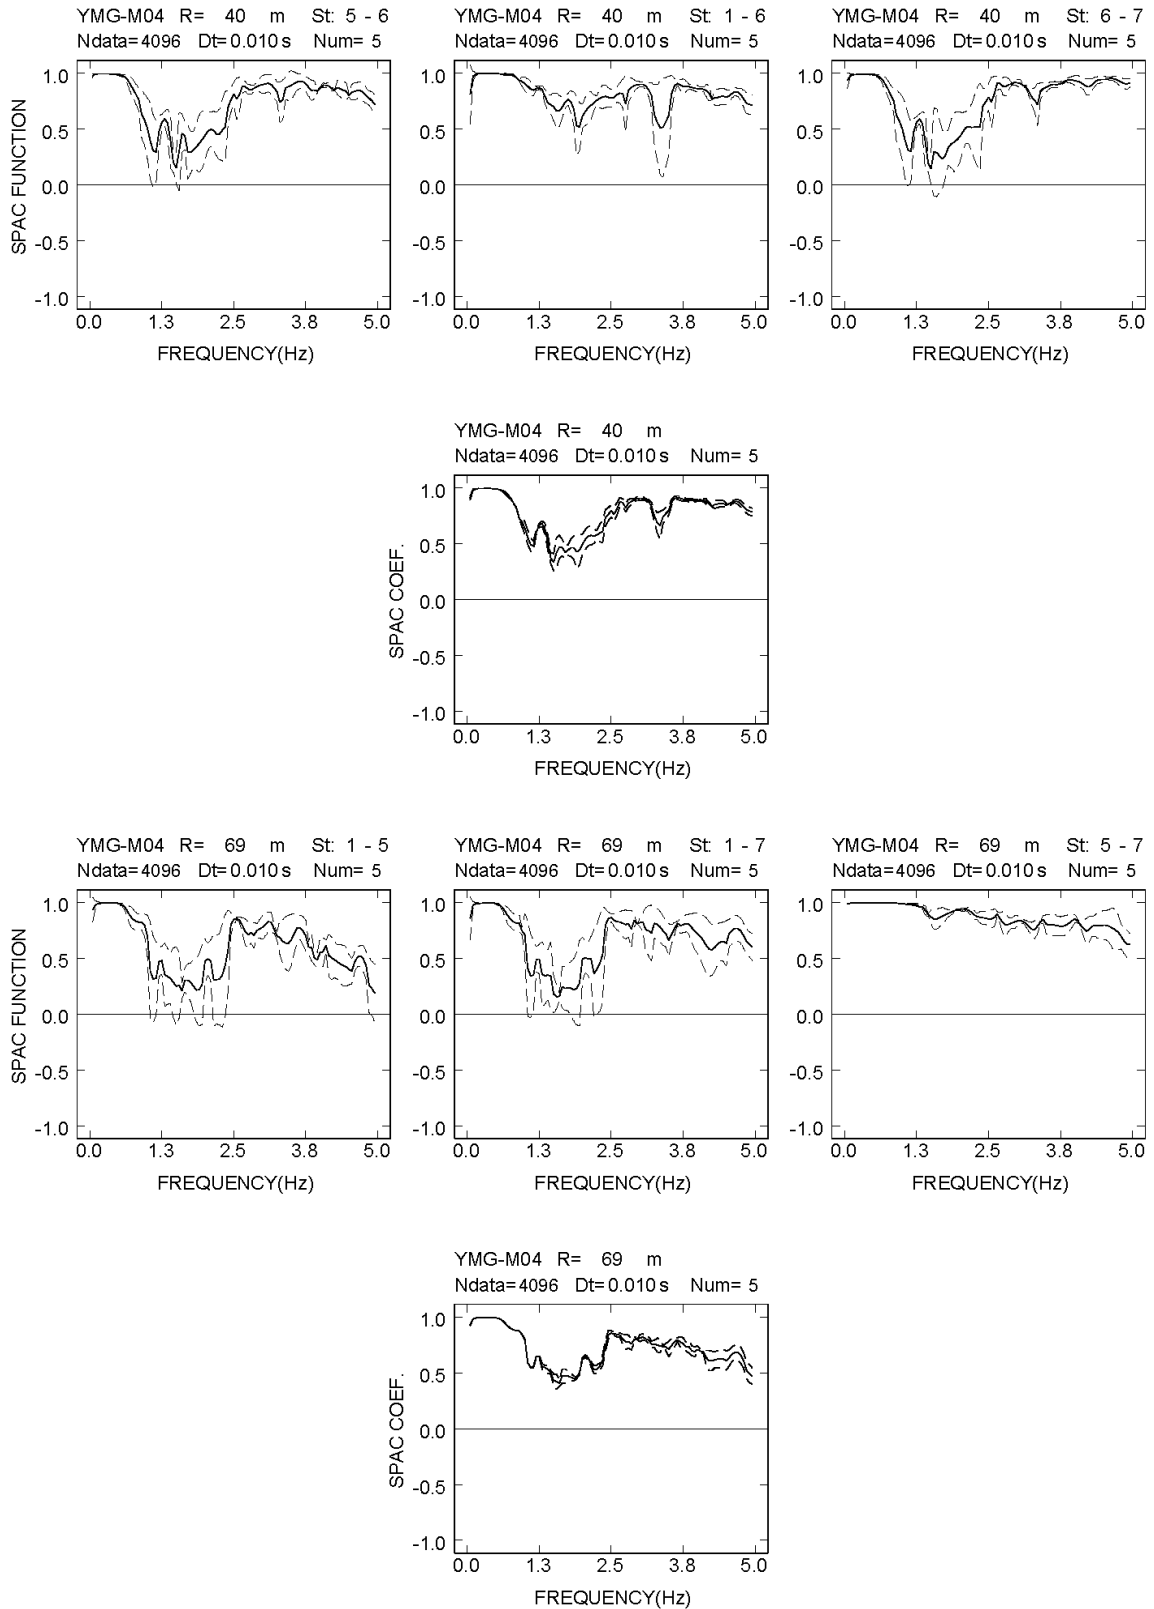 YMG-M04 R= 40 m St: 5 - 6
Ndata=4096 Dt=0.010 s Num= 5
SPAC FUNCTION
1.0
0.5
0.0
-0.5
-1.0
0.0 1.3 2.5 3.8 5.0
FREQUENCY(Hz)
YMG-M04 R= 40 m St: 1 - 6
Ndata=4096 Dt=0.010 s Num= 5
1.0
0.5
0.0
-0.5
-1.0
0.0 1.3 2.5 3.8 5.0
FREQUENCY(Hz)
YMG-M04 R= 40 m St: 6 - 7
Ndata=4096 Dt=0.010 s Num= 5
1.0
0.5
0.0
-0.5
-1.0
0.0 1.3 2.5 3.8 5.0
FREQUENCY(Hz)
YMG-M04 R= 40 m
Ndata=4096 Dt=0.010 s Num= 5
SPAC COEF.
1.0
0.5
0.0
-0.5
-1.0
0.0 1.3 2.5 3.8 5.0
FREQUENCY(Hz)
YMG-M04 R= 69 m St: 1 - 5
Ndata=4096 Dt=0.010 s Num= 5
SPAC FUNCTION
1.0
0.5
0.0
-0.5
-1.0
0.0 1.3 2.5 3.8 5.0
FREQUENCY(Hz)
YMG-M04 R= 69 m St: 1 - 7
Ndata=4096 Dt=0.010 s Num= 5
1.0
0.5
0.0
-0.5
-1.0
0.0 1.3 2.5 3.8 5.0
FREQUENCY(Hz)
YMG-M04 R= 69 m St: 5 - 7
Ndata=4096 Dt=0.010 s Num= 5
1.0
0.5
0.0
-0.5
-1.0
0.0 1.3 2.5 3.8 5.0
FREQUENCY(Hz)
YMG-M04 R= 69 m
Ndata=4096 Dt=0.010 s Num= 5
SPAC COEF.
1.0
0.5
0.0
-0.5
-1.0
0.0 1.3 2.5 3.8 5.0
FREQUENCY(Hz)